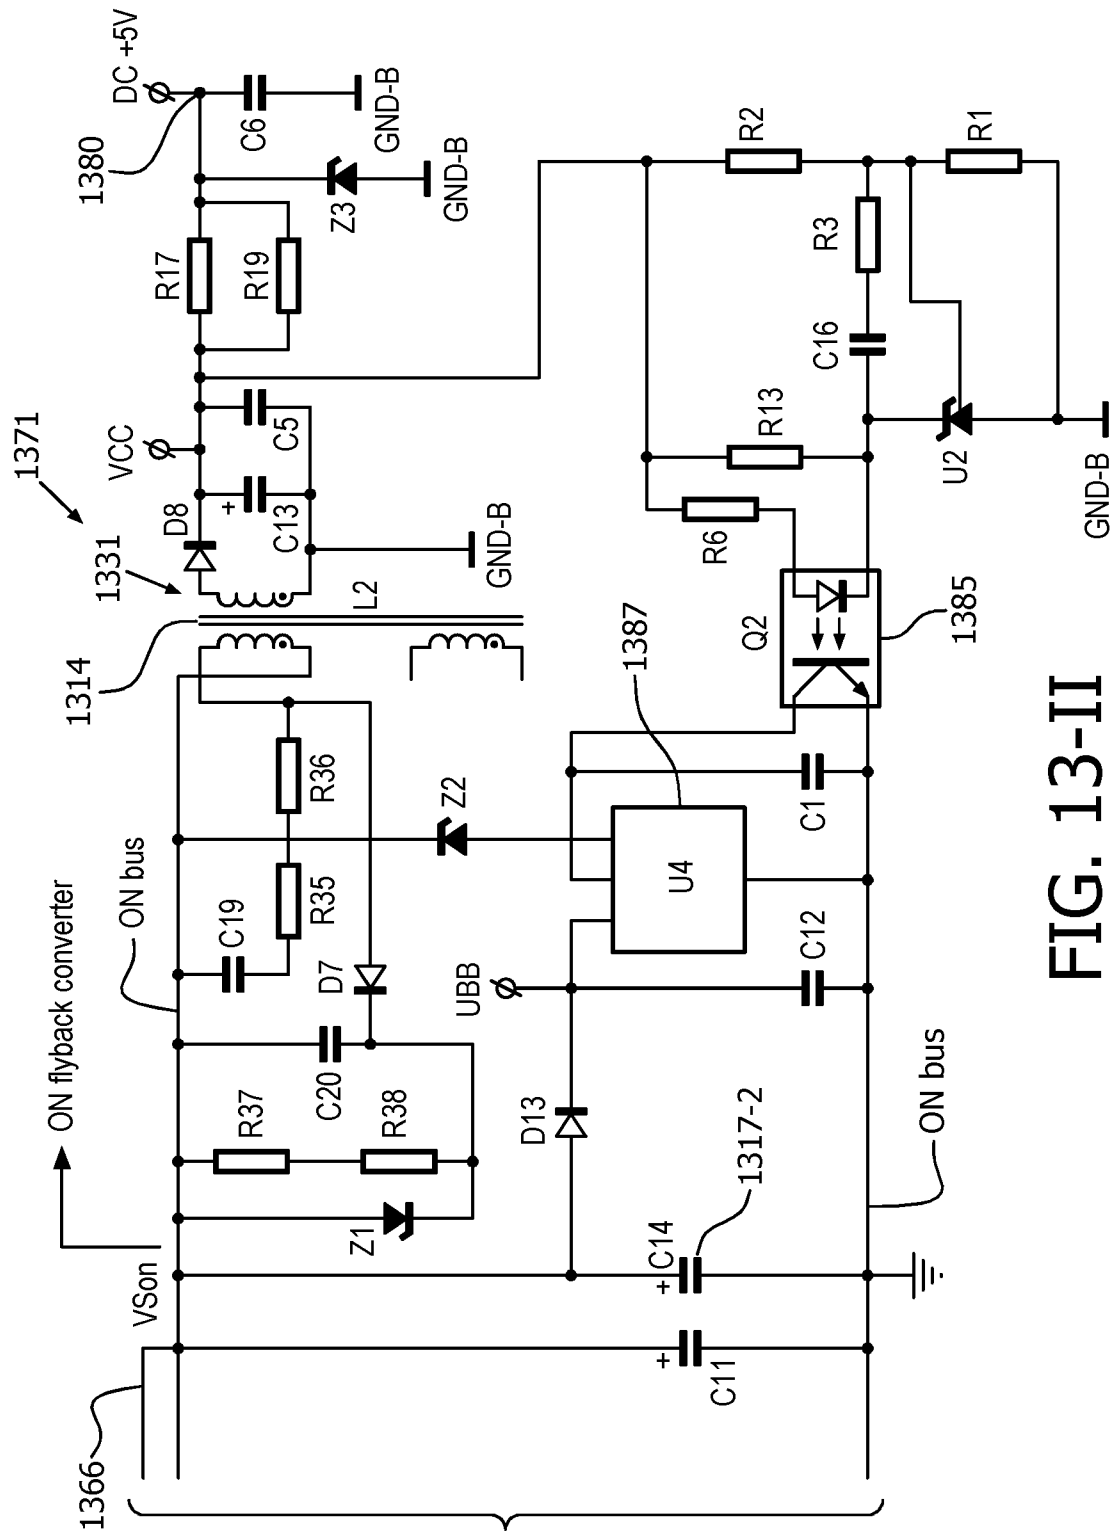 ON flyback converter
ON bus
1366
VSon
Z1
R37
R38
C20
D7
C19
R35
R36
1314
1331
1371
D8
VCC
C13
+
C5
R17
R19
1380
DC +5V
Z3
C6
GND-B
GND-B
GND-B
L2
Z2
UBB
D13
U4
1387
C11
+
C14
+
1317-2
C12
C1
Q2
1385
R6
R13
C16
R3
R2
R1
U2
GND-B
ON bus
FIG. 13-II